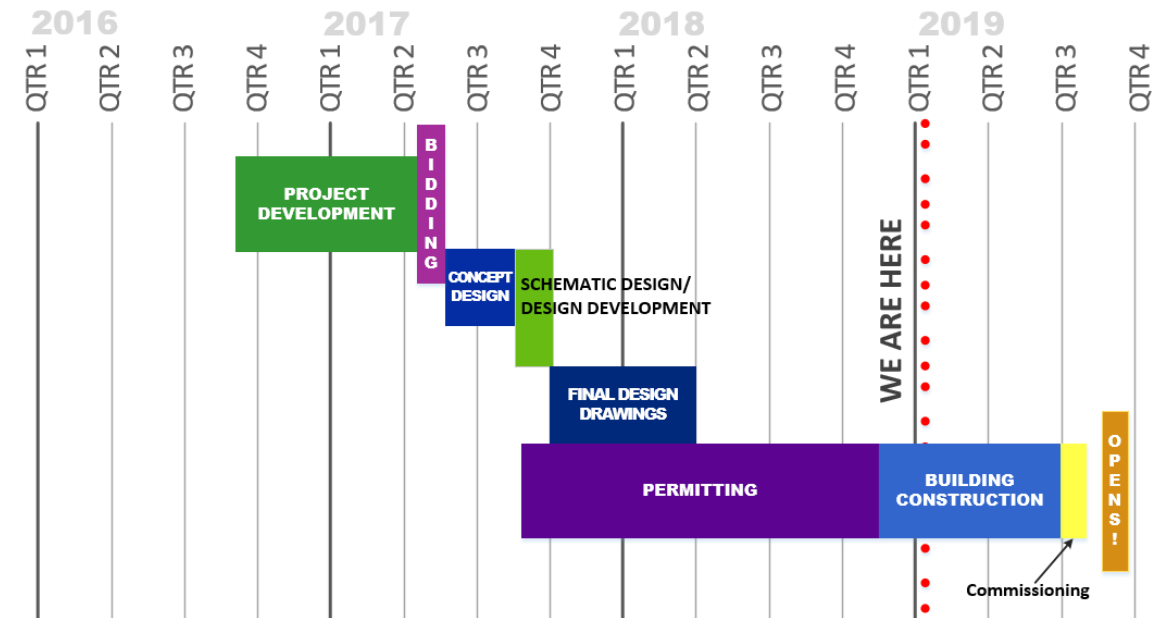 2016 2017 2018 2019
QTR 1 QTR 2 QTR 3 QTR 4 QTR 1 QTR 2 QTR 3 QTR 4 QTR 1 QTR 2 QTR 3 QTR 4 QTR 1 QTR 2 QTR 3 QTR 4
BIDDING
PROJECT
DEVELOPMENT
CONCEPT
DESIGN
SCHEMATIC DESIGN/
DESIGN DEVELOPMENT
WE ARE HERE
FINAL DESIGN
DRAWINGS
PERMITTING
BUILDING
CONSTRUCTION
OPENS!
Commissioning